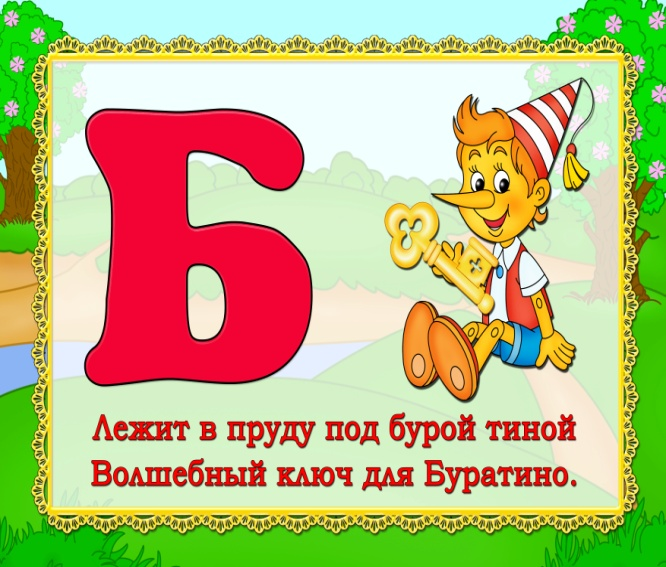 Б
Лежит в пруду под бурой тиной
Волшебный ключ для Буратино.